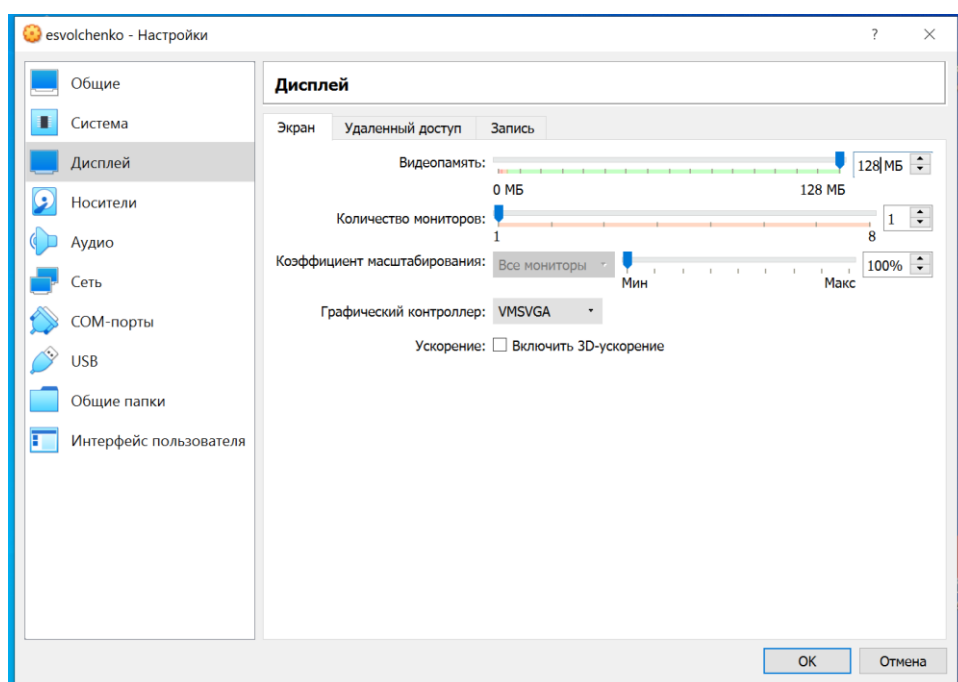 esvolchenko - Настройки ?
Общие
Система
Дисплей
Носители
Аудио
Сеть
COM-порты
USB
Общие папки
Интерфейс пользователя
Дисплей
Экран Удаленный доступ Запись
Видеопамять: 128 МБ
0 МБ 128 МБ
Количество мониторов: 1
1 8
Коэффициент масштабирования: Все мониторы 100%
Мин Макс
Графический контроллер: VMSVGA
Ускорение: Включить 3D-ускорение
OK Отмена